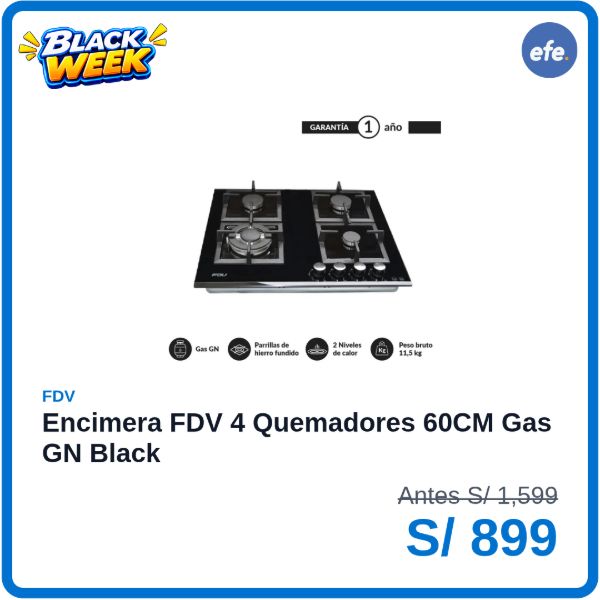 BLACK
WEEK
efe.
GARANTÍA 1 año
FDV
Gas GN
Parrillas de
hierro fundido
2 Niveles
de calor
Kg
Peso bruto
11,5 kg
FDV
Encimera FDV 4 Quemadores 60CM Gas
GN Black
Antes S/ 1,599
S/ 899